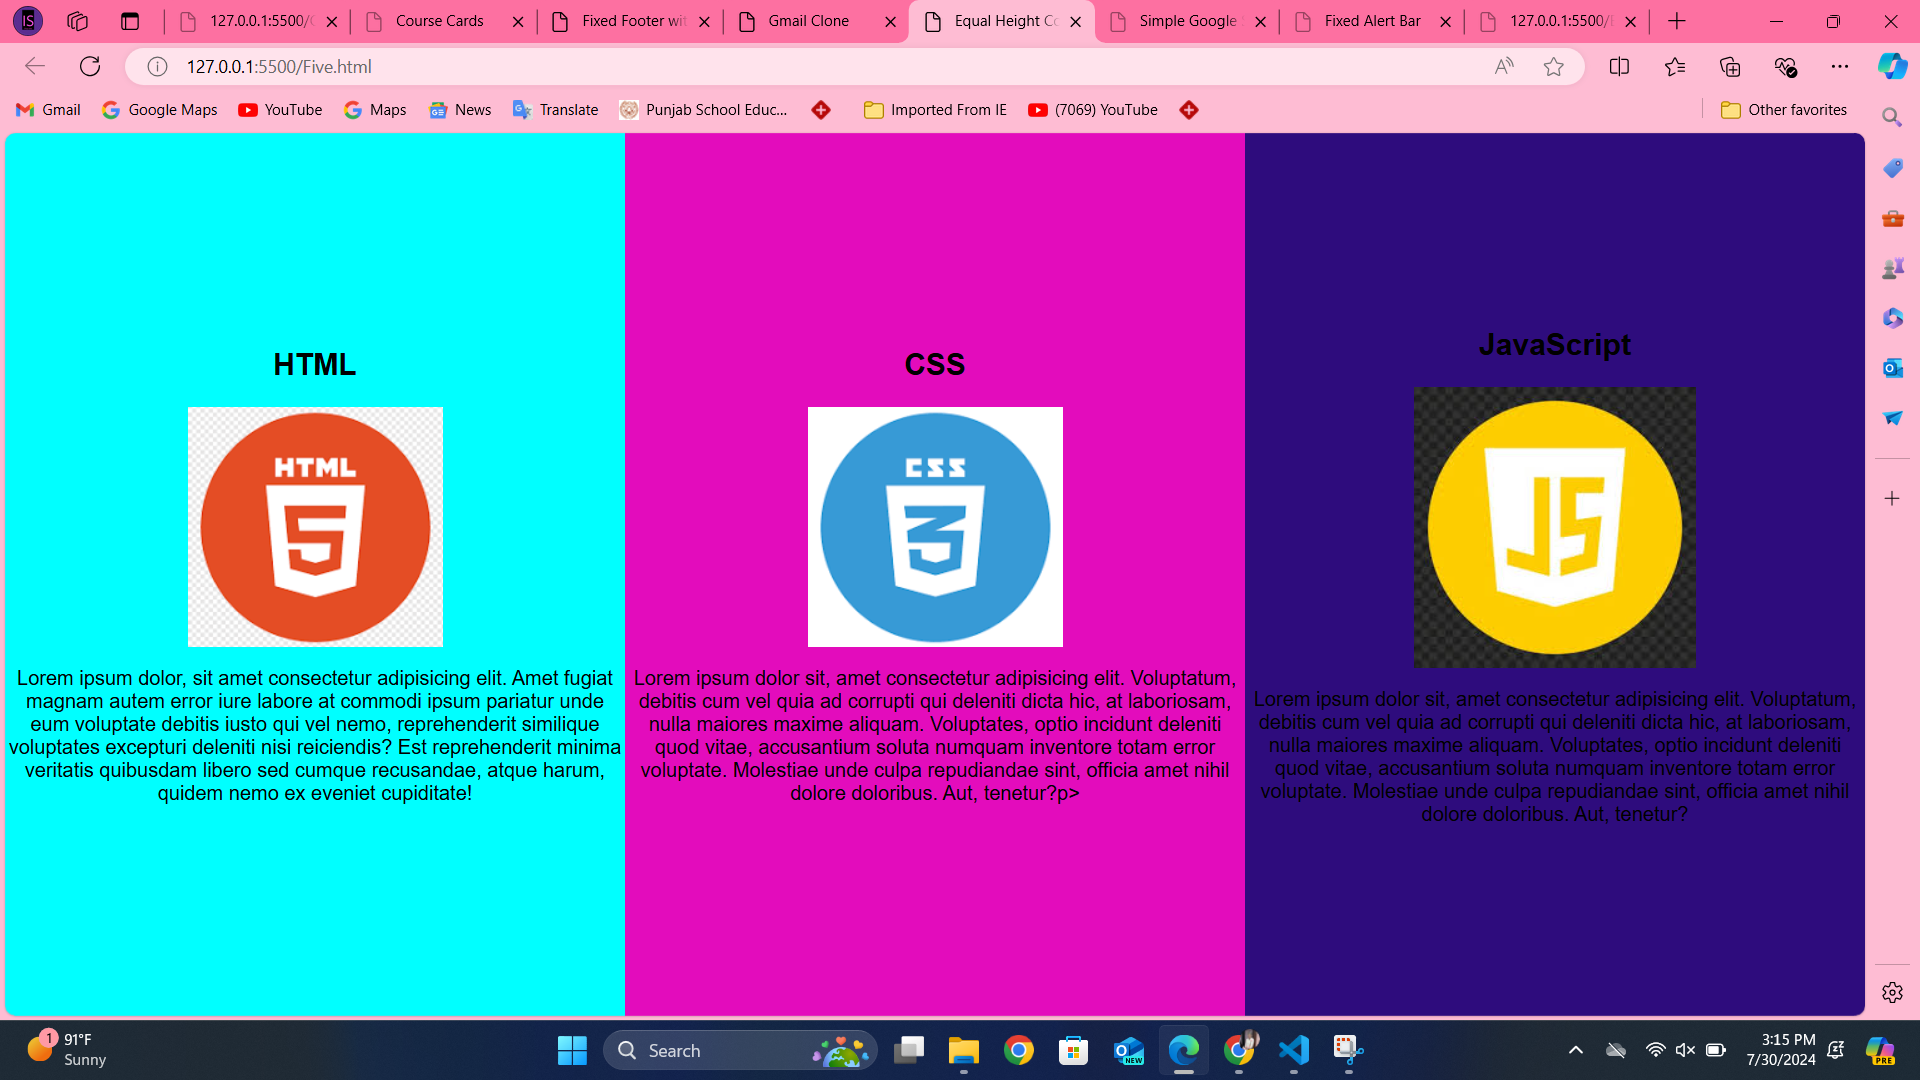 127.0.0.1:5500/
Course Cards
Fixed Footer wit
Gmail Clone
Equal Height Co
Simple Google
Fixed Alert Bar
127.0.0.1:5500/
127.0.0.1:5500/Five.html
Gmail
Google Maps
YouTube
Maps
News
Translate
Punjab School Educ...
Imported From IE
(7069) YouTube
Other favorites
HTML
HTML
5
Lorem ipsum dolor, sit amet consectetur adipisicing elit. Amet fugiat
magnam autem error iure labore at commodi ipsum pariatur unde
eum voluptate debitis iusto qui vel nemo, reprehenderit similique
voluptates excepturi deleniti nisi reiciendis? Est reprehenderit minima
veritatis quibusdam libero sed cumque recusandae, atque harum,
quidem nemo ex eveniet cupiditate!
CSS
CSS
3
Lorem ipsum dolor sit, amet consectetur adipisicing elit. Voluptatum,
debitis cum vel quia ad corrupti qui deleniti dicta hic, at laboriosam,
nulla maiores maxime aliquam. Voluptates, optio incidunt deleniti
quod vitae, accusantium soluta numquam inventore totam error
voluptate. Molestiae unde culpa repudiandae sint, officia amet nihil
dolore doloribus. Aut, tenetur?p>
JavaScript
JS
Lorem ipsum dolor sit, amet consectetur adipisicing elit. Voluptatum,
debitis cum vel quia ad corrupti qui deleniti dicta hic, at laboriosam,
nulla maiores maxime aliquam. Voluptates, optio incidunt deleniti
quod vitae, accusantium soluta numquam inventore totam error
voluptate. Molestiae unde culpa repudiandae sint, officia amet nihil
dolore doloribus. Aut, tenetur?
1
91°F
Sunny
Search
NEW
3:15 PM
7/30/2024
PRE